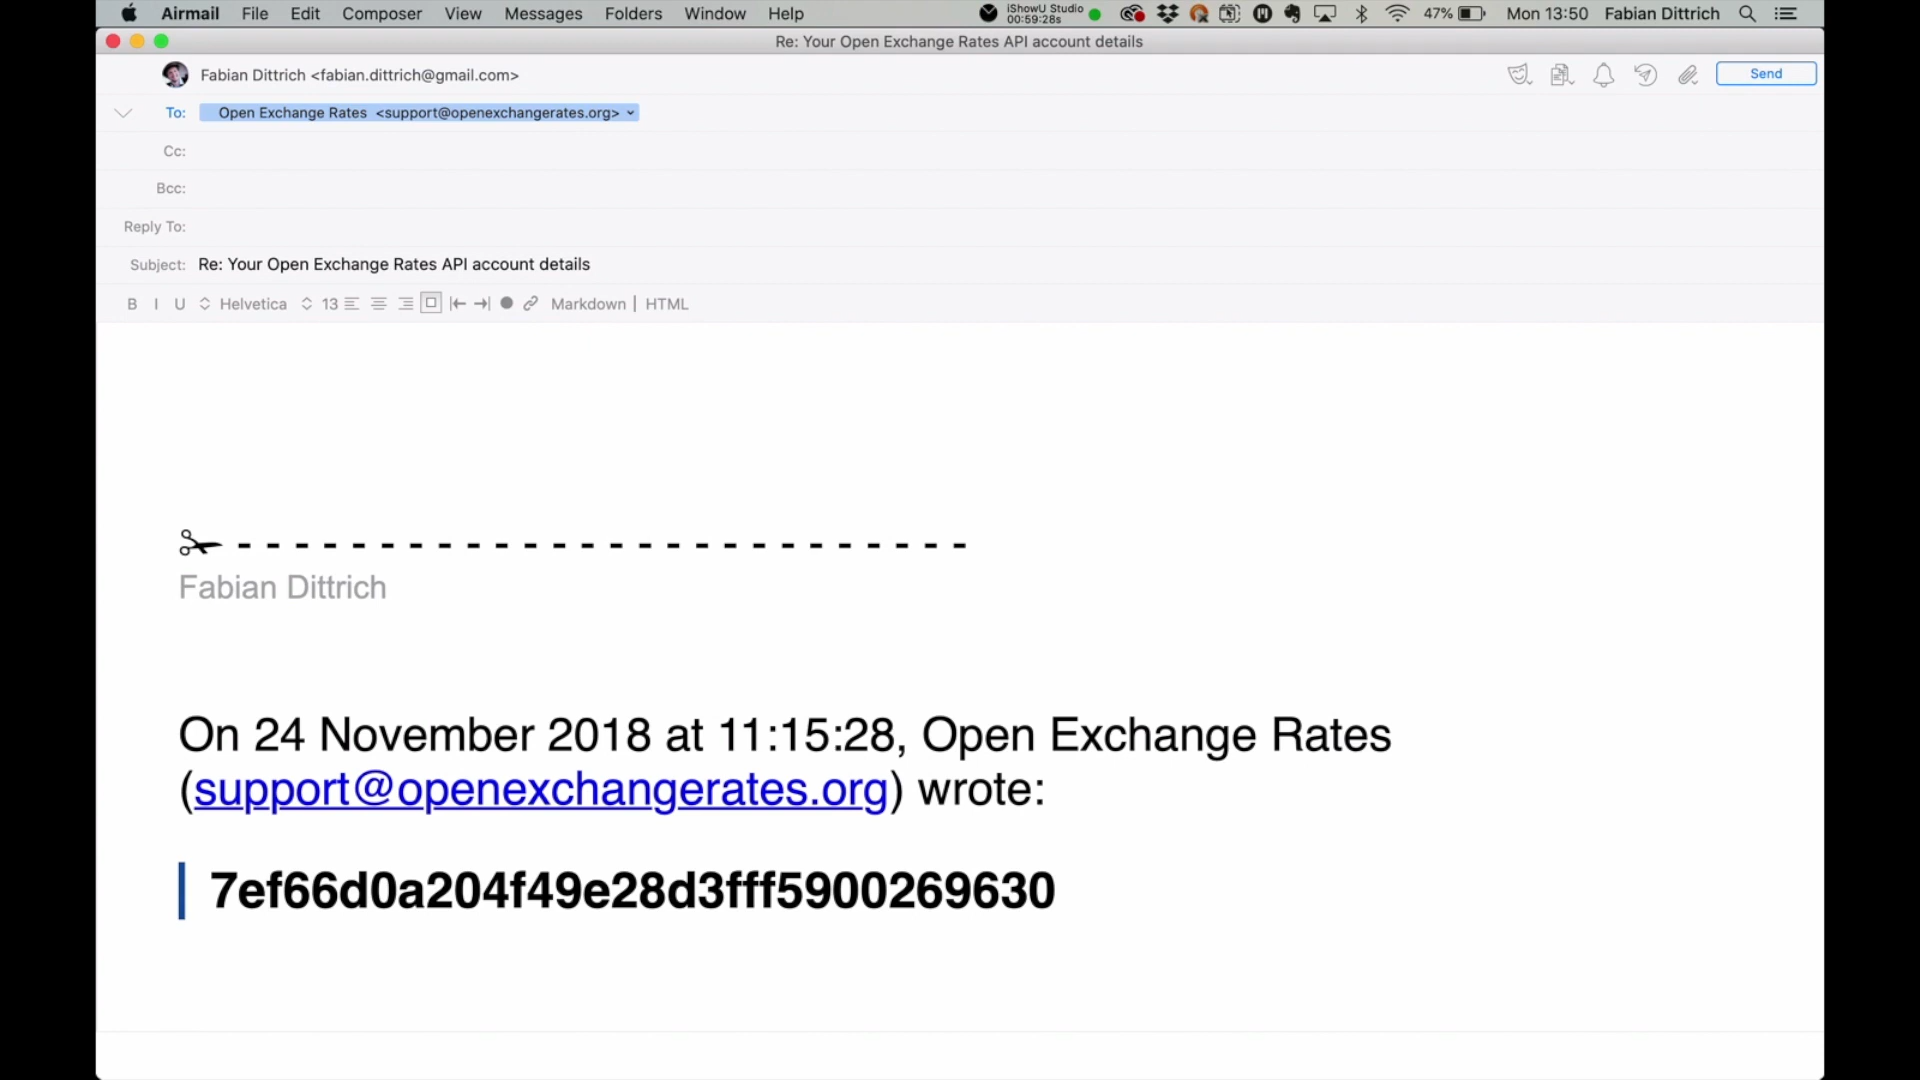 Airmail File Edit Composer View Messages Folders Window Help iShowU Studio 00:59:28s 47% Mon 13:50 Fabian Dittrich
Re: Your Open Exchange Rates API account details
Fabian Dittrich <fabian.dittrich@gmail.com> Send
To: Open Exchange Rates <support@openexchangerates.org>
Cc:
Bcc:
Reply To:
Subject: Re: Your Open Exchange Rates API account details
B I U Helvetica 13 Markdown | HTML
Fabian Dittrich
On 24 November 2018 at 11:15:28, Open Exchange Rates
(support@openexchangerates.org) wrote:
7ef66d0a204f49e28d3fff5900269630